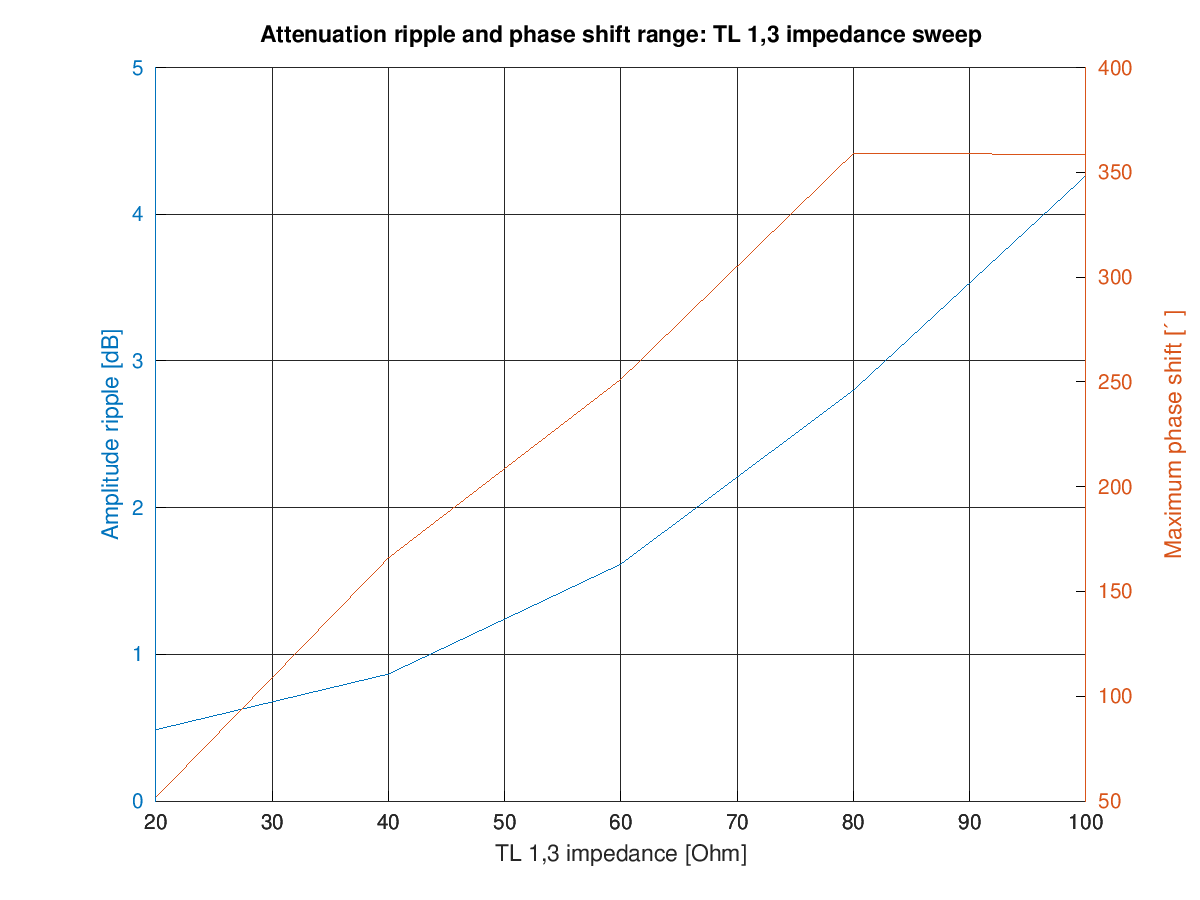 Attenuation ripple and phase shift range: TL 1,3 impedance sweep
5
4
3
2
1
0
Amplitude ripple [dB]
400
350
300
250
200
150
100
50
Maximum phase shift [´ ]
20 30 40 50 60 70 80 90 100
TL 1,3 impedance [Ohm]